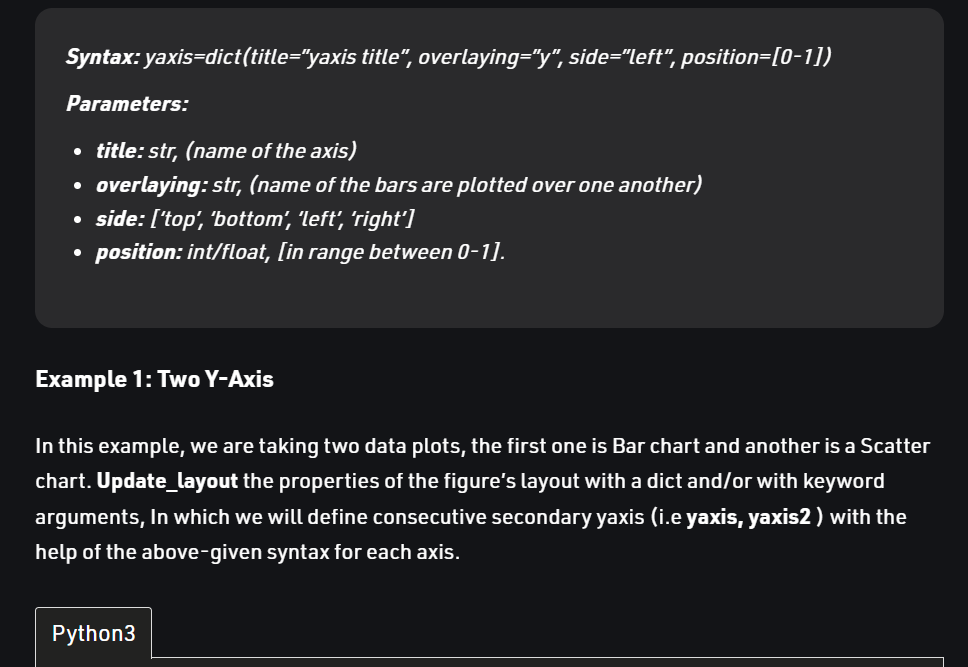 Syntax: yaxis=dict(title=”yaxis title”, overlaying=”y”, side=”left”, position=[0-1])
Parameters:
• title: str, (name of the axis)
• overlaying: str, (name of the bars are plotted over one another)
• side: [‘top’, ‘bottom’, ‘left’, ‘right’]
• position: int/float, [in range between 0-1].
Example 1: Two Y-Axis
In this example, we are taking two data plots, the first one is Bar chart and another is a Scatter
chart. Update_layout the properties of the figure’s layout with a dict and/or with keyword
arguments, In which we will define consecutive secondary yaxis (i.e yaxis, yaxis2 ) with the
help of the above-given syntax for each axis.
Python3